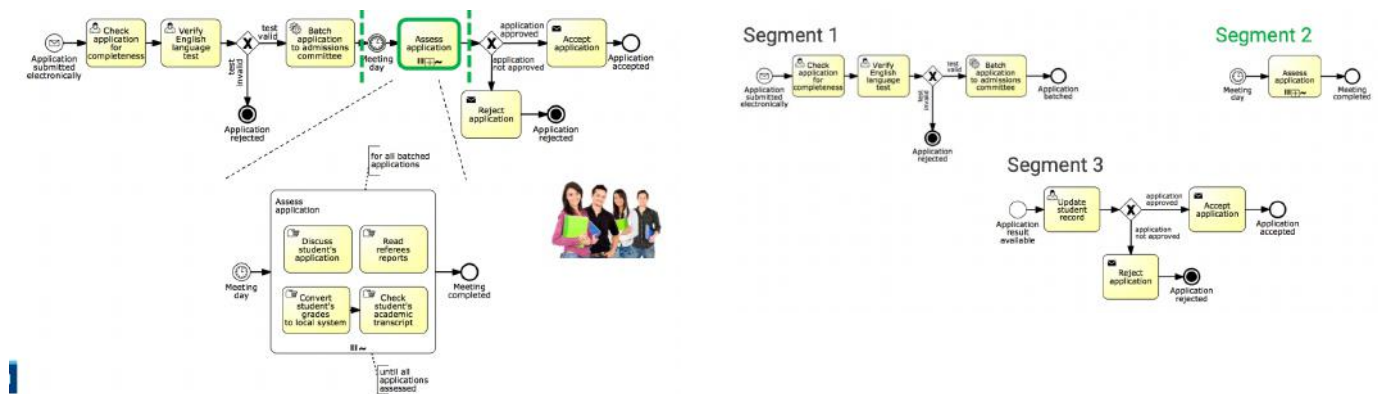 Check
application
for
completeness
Verify
English
language
test
test
valid
Batch
application
to admissions
committee
Assess
application
application
approved
Accept
application
Application
submitted
electronically
test
invalid
Meeting
day
application
not approved
Application
accepted
Reject
application
Application
rejected
Application
rejected
for all batched
applications
Assess
application
Discuss
student's
application
Read
referees
reports
Meeting
day
Meeting
completed
Convert
student's
grades
to local system
Check
student's
academic
transcript
until all
applications
assessed
Segment 1
Check
application
for
completeness
Verify
English
language
test
test
valid
Batch
application
to admissions
committee
Application
submitted
electronically
test
invalid
Application
batched
Application
rejected
Segment 2
Assess
application
Meeting
day
Meeting
completed
Segment 3
Update
student
record
application
approved
Accept
application
Application
result
available
application
not approved
Application
accepted
Reject
application
Application
rejected